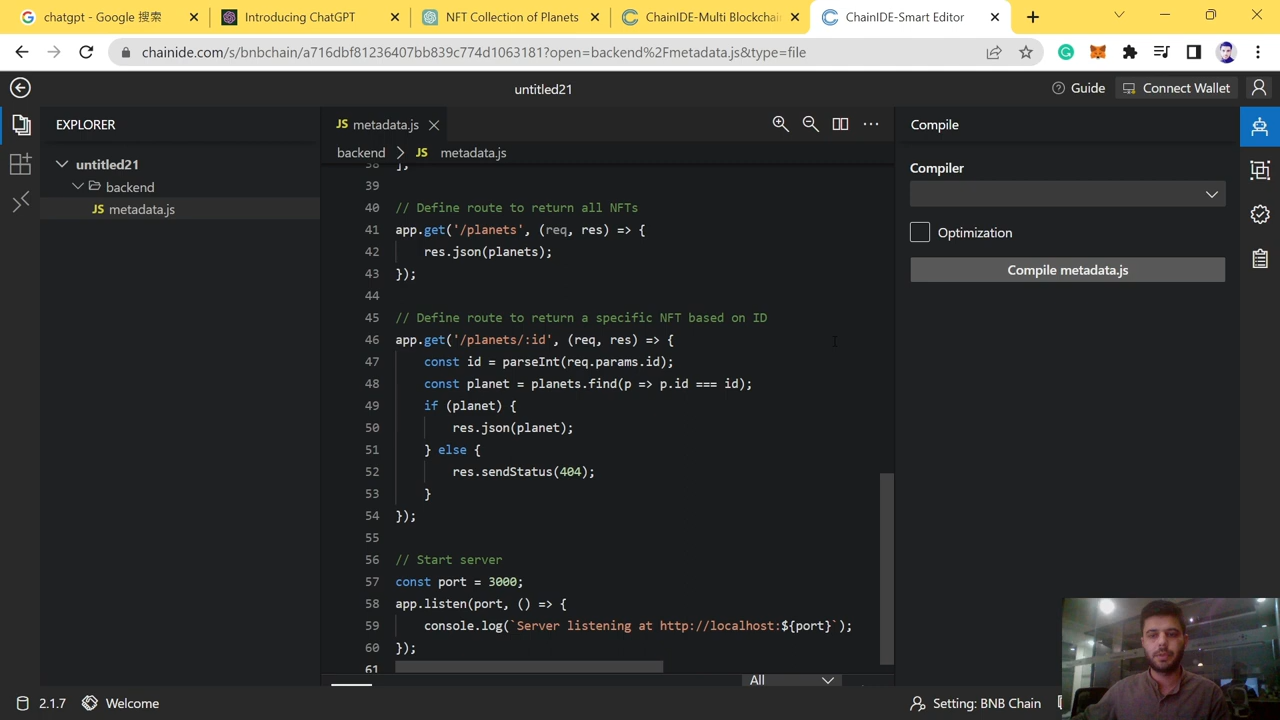 chatgpt - Google 搜索
Introducing ChatGPT
NFT Collection of Planets
ChainIDE-Multi Blockchai
ChainIDE-Smart Editor
chainide.com/s/bnbchain/a716dbf81236407bb839c774d1063181?open=backend%2Fmetadata.js&type=file
untitled21
Guide
Connect Wallet
EXPLORER
JS metadata.js
Compile
backend > JS metadata.js
untitled21
backend
JS metadata.js
Compiler
Optimization
Compile metadata.js
38 ];
39
40 // Define route to return all NFTs
41 app.get('/planets', (req, res) => {
42 res.json(planets);
43 });
44
45 // Define route to return a specific NFT based on ID
46 app.get('/planets/:id', (req, res) => {
47 const id = parseInt(req.params.id);
48 const planet = planets.find(p => p.id === id);
49 if (planet) {
50 res.json(planet);
51 } else {
52 res.sendStatus(404);
53 }
54 });
55
56 // Start server
57 const port = 3000;
58 app.listen(port, () => {
59 console.log(`Server listening at http://localhost:${port}`);
60 });
61
All
2.1.7
Welcome
Setting: BNB Chain